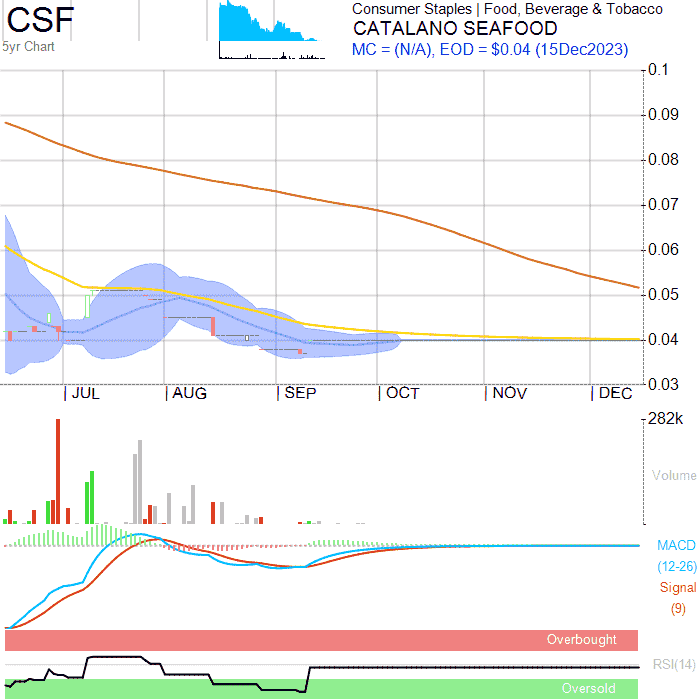 CSF
5yr Chart
Consumer Staples | Food, Beverage & Tobacco
CATALANO SEAFOOD
MC = (N/A), EOD = $0.04 (15Dec2023)
0.1
0.09
0.08
0.07
0.06
0.05
0.04
0.03
| JUL | AUG | SEP | OCT | NOV | DEC
282k
Volume
MACD
(12-26)
Signal
(9)
Overbought
RSI(14)
Oversold